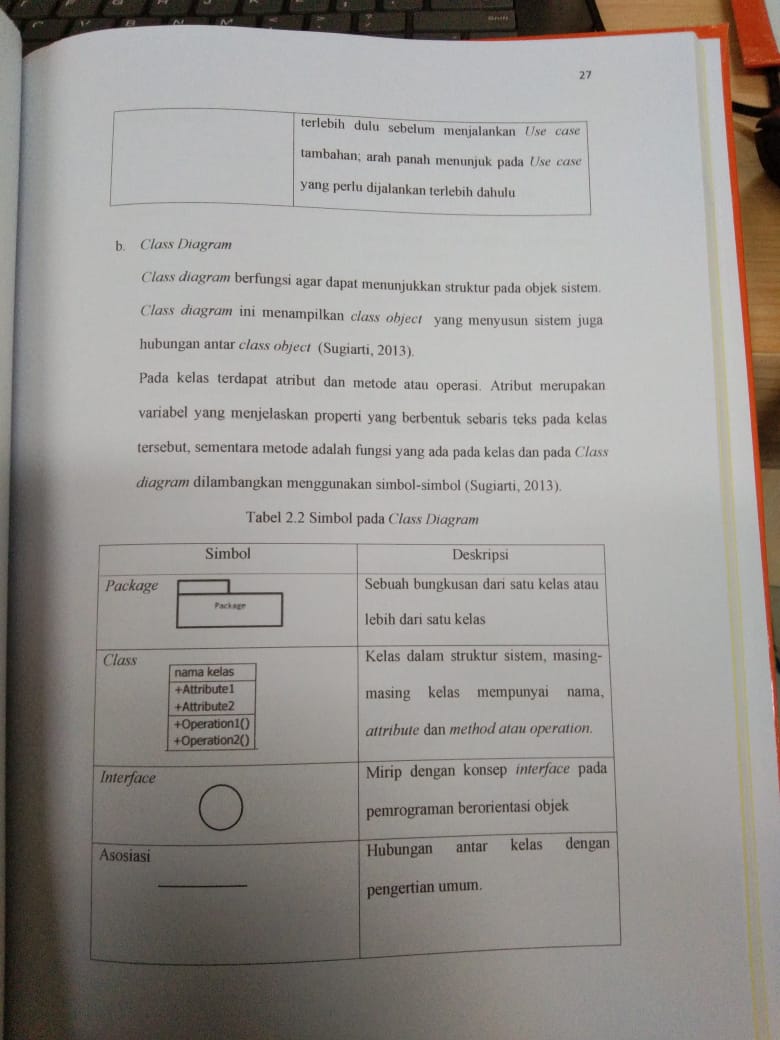 27
terlebih dulu sebelum menjalankan Use case
tambahan; arah panah menunjuk pada Use case
yang perlu dijalankan terlebih dahulu
b. Class Diagram
Class diagram berfungsi agar dapat menunjukkan struktur pada objek sistem.
Class diagram ini menampilkan class object yang menyusun sistem juga
hubungan antar class object (Sugiarti, 2013).
Pada kelas terdapat atribut dan metode atau operasi. Atribut merupakan
variabel yang menjelaskan properti yang berbentuk sebaris teks pada kelas
tersebut, sementara metode adalah fungsi yang ada pada kelas dan pada Class
diagram dilambangkan menggunakan simbol-simbol (Sugiarti, 2013).
Tabel 2.2 Simbol pada Class Diagram
Simbol
Deskripsi
Package
Package
Sebuah bungkusan dari satu kelas atau
lebih dari satu kelas
Class
nama kelas
+Attribute1
+Attribute2
+Operation1()
+Operation2()
Kelas dalam struktur sistem, masing-
masing kelas mempunyai nama,
attribute dan method atau operation.
Interface
Mirip dengan konsep interface pada
pemrograman berorientasi objek
Asosiasi
Hubungan antar kelas dengan
pengertian umum.